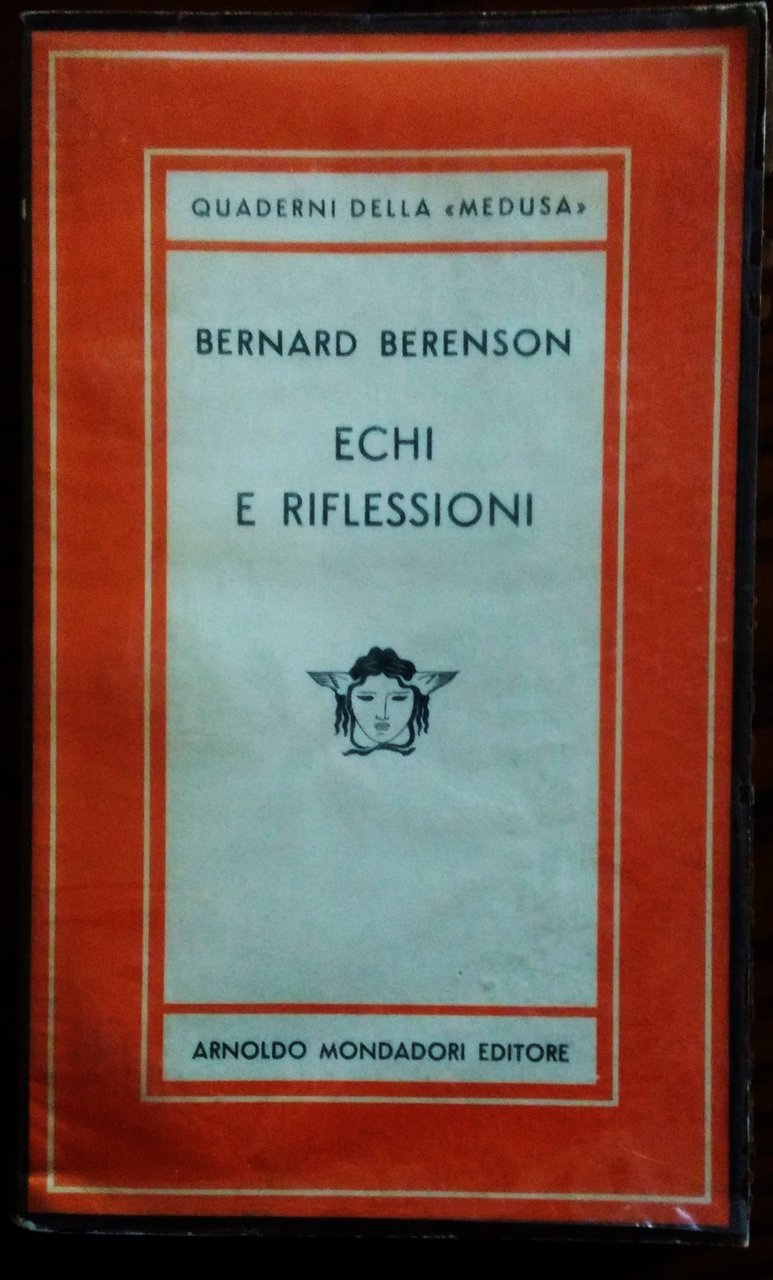 QUADERNI DELLA «MEDUSA»
BERNARD BERENSON
ECHI
E RIFLESSIONI
ARNOLDO MONDADORI EDITORE